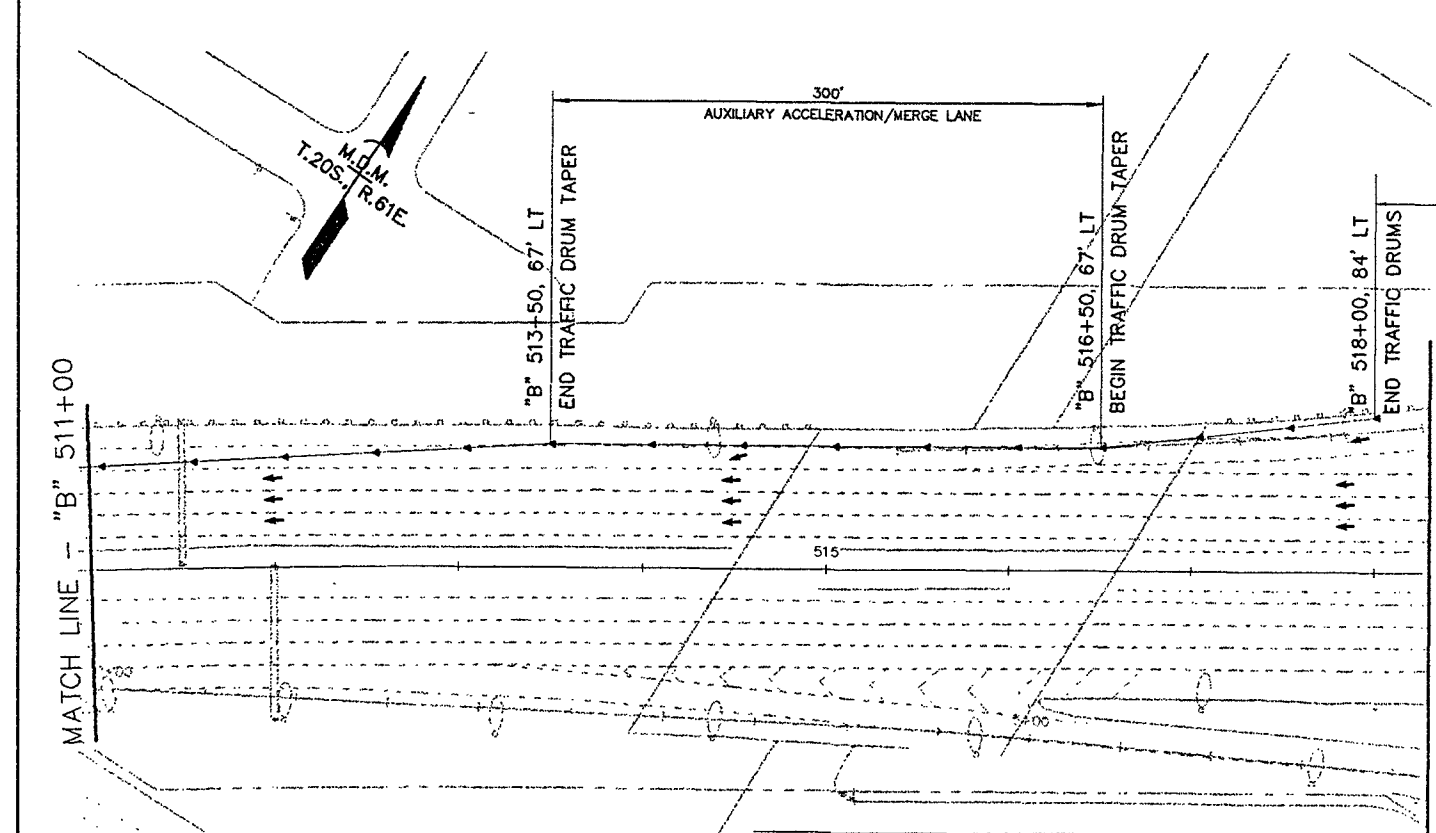 300'
AUXILIARY ACCELERATION/MERGE LANE
M.D.M.
T.20S., R.61E.
"B" 513+50, 67' LT
END TRAFFIC DRUM TAPER
"B" 516+50, 67' LT
BEGIN TRAFFIC DRUM TAPER
"B" 518+00, 84' LT
END TRAFFIC DRUMS
MATCH LINE - "B" 511+00
515